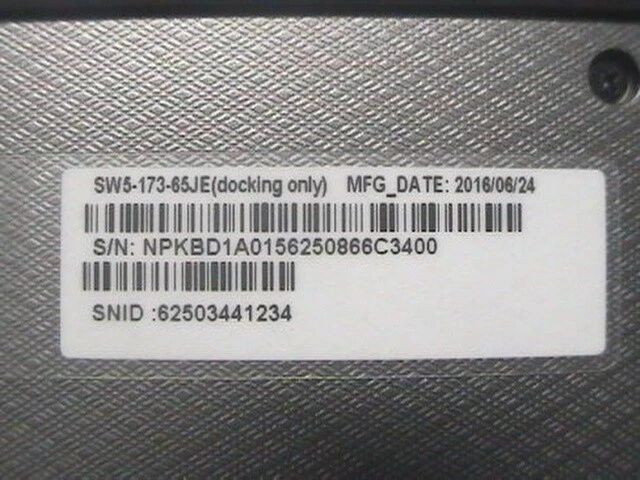 SW5-173-65JE(docking only) MFG_DATE: 2016/06/24
S/N: NPKBD1A0156250866C3400
SNID :62503441234